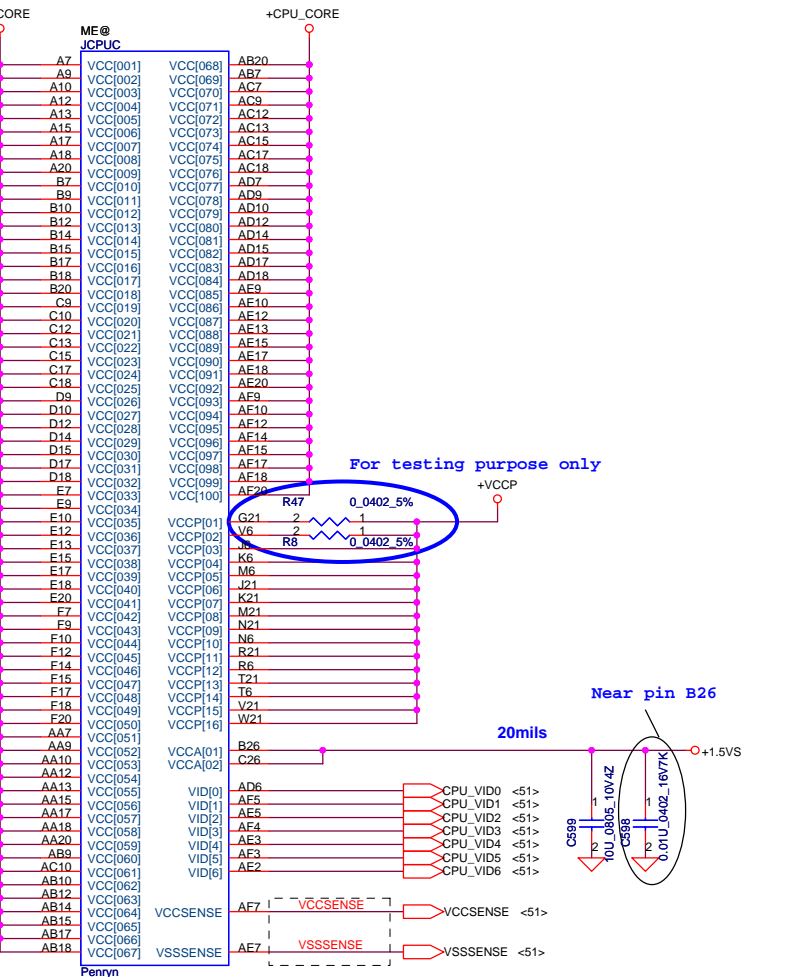 CORE
+CPU_CORE
ME@
JCPUC
A7 VCC[001] VCC[068] AB20
A9 VCC[002] VCC[069] AB7
A10 VCC[003] VCC[070] AC7
A12 VCC[004] VCC[071] AC9
A13 VCC[005] VCC[072] AC12
A15 VCC[006] VCC[073] AC13
A17 VCC[007] VCC[074] AC15
A18 VCC[008] VCC[075] AC17
A20 VCC[009] VCC[076] AC18
B7 VCC[010] VCC[077] AD7
B9 VCC[011] VCC[078] AD9
B10 VCC[012] VCC[079] AD10
B12 VCC[013] VCC[080] AD12
B14 VCC[014] VCC[081] AD14
B15 VCC[015] VCC[082] AD15
B17 VCC[016] VCC[083] AD17
B18 VCC[017] VCC[084] AD18
B20 VCC[018] VCC[085] AE9
C9 VCC[019] VCC[086] AE10
C10 VCC[020] VCC[087] AE12
C12 VCC[021] VCC[088] AE13
C13 VCC[022] VCC[089] AE15
C15 VCC[023] VCC[090] AE17
C17 VCC[024] VCC[091] AE18
C18 VCC[025] VCC[092] AE20
D9 VCC[026] VCC[093] AF9
D10 VCC[027] VCC[094] AF10
D12 VCC[028] VCC[095] AF12
D14 VCC[029] VCC[096] AF14
D15 VCC[030] VCC[097] AF15
D17 VCC[031] VCC[098] AF17
D18 VCC[032] VCC[099] AF18
E7 VCC[033] VCC[100] AF20
For testing purpose only
+VCCP
R47 0_0402_5%
E9 VCC[034]
E10 VCC[035] VCCP[01] G21 2 1
E12 VCC[036] VCCP[02] V6 2 1
R8 0_0402_5%
E13 VCC[037] VCCP[03] J6
E15 VCC[038] VCCP[04] K6
E17 VCC[039] VCCP[05] M6
E18 VCC[040] VCCP[06] J21
E20 VCC[041] VCCP[07] K21
F7 VCC[042] VCCP[08] M21
F9 VCC[043] VCCP[09] N21
F10 VCC[044] VCCP[10] N6
F12 VCC[045] VCCP[11] R21
F14 VCC[046] VCCP[12] R6
F15 VCC[047] VCCP[13] T21
F17 VCC[048] VCCP[14] T6
F18 VCC[049] VCCP[15] V21
F20 VCC[050] VCCP[16] W21
AA7 VCC[051]
AA9 VCC[052] VCCA[01] B26
AA10 VCC[053] VCCA[02] C26
20mils
Near pin B26
+1.5VS
AA12 VCC[054]
AA13 VCC[055] VID[0] AD6 CPU_VID0 <51>
AA15 VCC[056] VID[1] AF5 CPU_VID1 <51>
AA17 VCC[057] VID[2] AE5 CPU_VID2 <51>
AA18 VCC[058] VID[3] AF4 CPU_VID3 <51>
AA20 VCC[059] VID[4] AE3 CPU_VID4 <51>
AB9 VCC[060] VID[5] AF3 CPU_VID5 <51>
AC10 VCC[061] VID[6] AE2 CPU_VID6 <51>
C599
1
2
10U_0805_10V4Z
C598
1
2
0.01U_0402_16V7K
AB10 VCC[062]
AB12 VCC[063]
AB14 VCC[064] VCCSENSE AF7 VCCSENSE VCCSENSE <51>
AB15 VCC[065]
AB17 VCC[066]
AB18 VCC[067] VSSSENSE AE7 VSSSENSE VSSSENSE <51>
Penryn